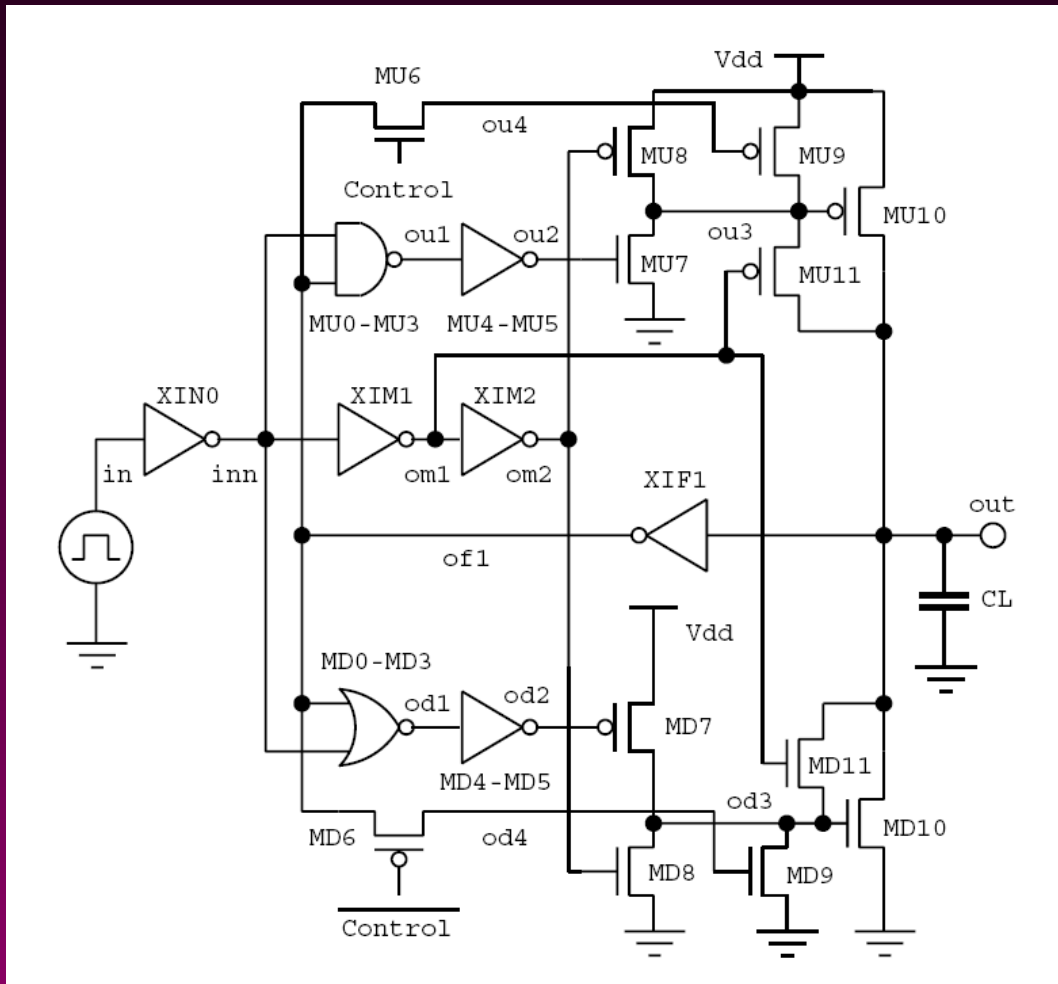 Vdd
MU6
ou4
MU8
MU9
Control
MU10
ou1
ou2
ou3
MU7
MU11
MU0-MU3
MU4-MU5
XIN0
XIM1
XIM2
in
inn
om1
om2
XIF1
out
of1
CL
Vdd
MD0-MD3
od1
od2
MD7
MD4-MD5
MD11
od3
MD6
od4
MD10
MD8
MD9
Control